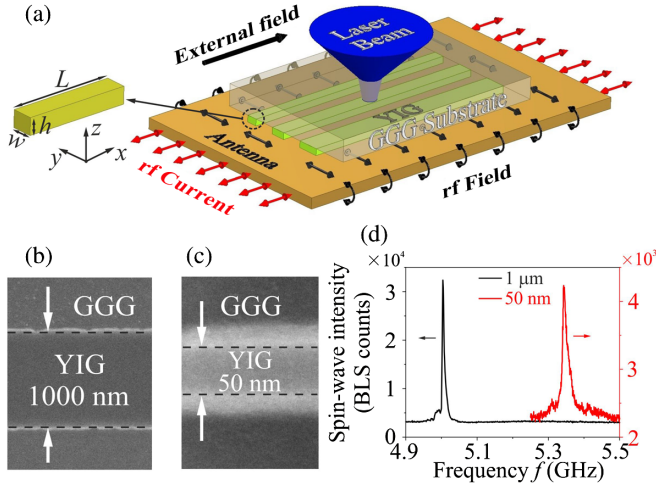 (a)
External field
Laser
Beam
L
w
h
z
y
x
YIG
GGG Substrate
Antenna
rf Current
rf Field
(b)
GGG
YIG
1000 nm
(c)
GGG
YIG
50 nm
(d)
×10⁴
×10³
1 μm
50 nm
Spin-wave intensity
(BLS counts)
3
2
1
0
4
3
2
4.9 5.1 5.3 5.5
Frequency f (GHz)